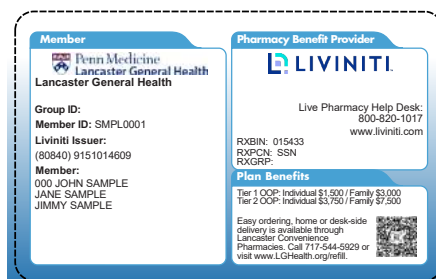 Member
Penn Medicine
Lancaster General Health
Lancaster General Health
Group ID:
Member ID: SMPL0001
Liviniti Issuer:
(80840) 9151014609
Member:
000 JOHN SAMPLE
JANE SAMPLE
JIMMY SAMPLE
Pharmacy Benefit Provider
LIVINITI
Live Pharmacy Help Desk:
800-820-1017
www.liviniti.com
RXBIN: 015433
RXPCN: SSN
RXGRP:
Plan Benefits
Tier 1 OOP: Individual $1,500 / Family $3,000
Tier 2 OOP: Individual $3,750 / Family $7,500
Easy ordering, home or desk-side
delivery is available through
Lancaster Convenience
Pharmacies. Call 717-544-5929 or
visit www.LGHealth.org/refill.